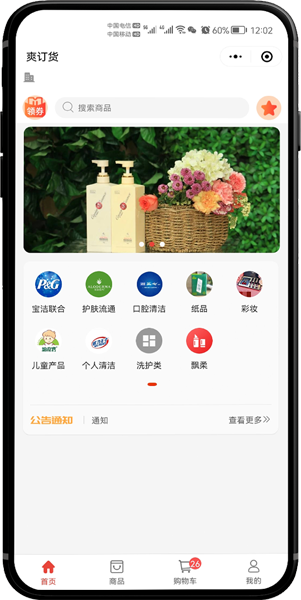 中国电信 HD
中国移动 HD
60% 12:02
爽订货
领券
搜索商品
P&G
宝洁联合
护肤流通
口腔清洁
纸品
彩妆
儿童产品
个人清洁
洗护类
飘柔
公告通知 通知 查看更多
首页
商品
26
购物车
我的